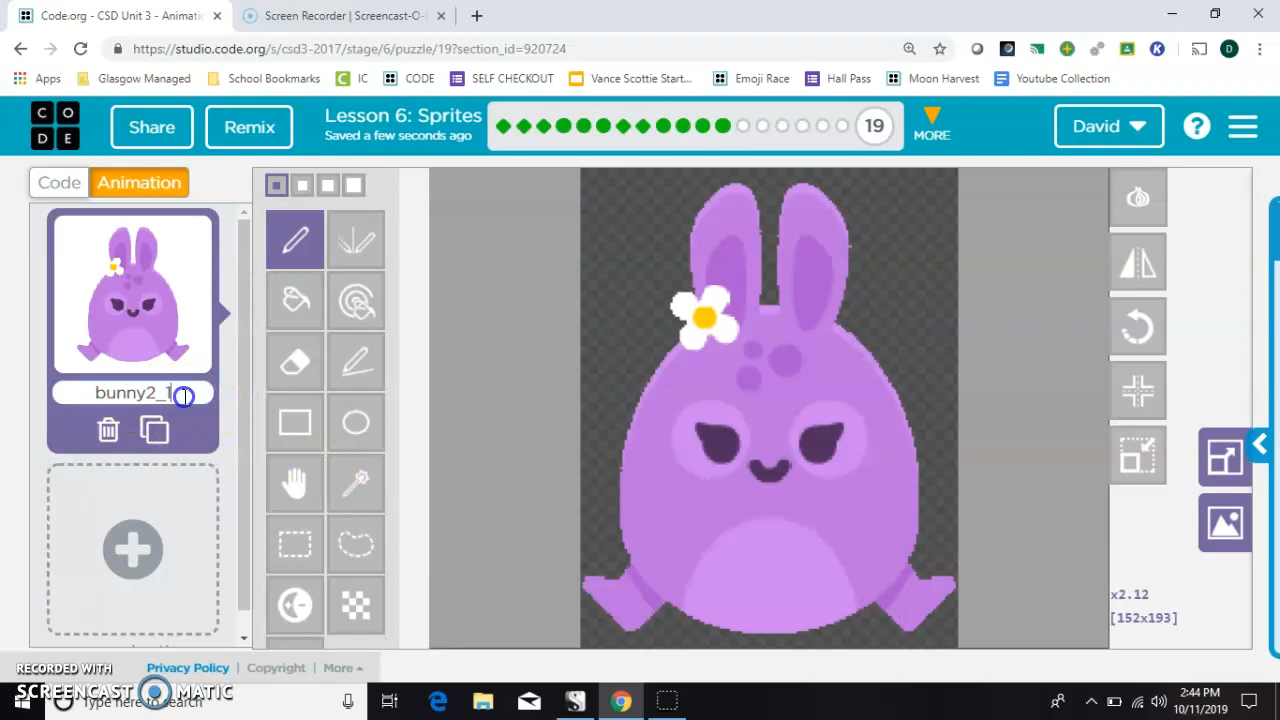 Code.org - CSD Unit 3 - Animati
Screen Recorder | Screencast-O-
https://studio.code.org/s/csd3-2017/stage/6/puzzle/19?section_id=920724
D
Apps
Glasgow Managed
School Bookmarks
IC
CODE
SELF CHECKOUT
Vance Scottie Start...
Emoji Race
Hall Pass
Moon Harvest
Youtube Collection
C O
D E
Share
Remix
Lesson 6: Sprites
Saved a few seconds ago
19
MORE
David
?
Code
Animation
bunny2_1
x2.12
[152x193]
RECORDED WITH
SCREENCAST MATIC
Privacy Policy | Copyright | More
Type here to search
2:44 PM
10/11/2019